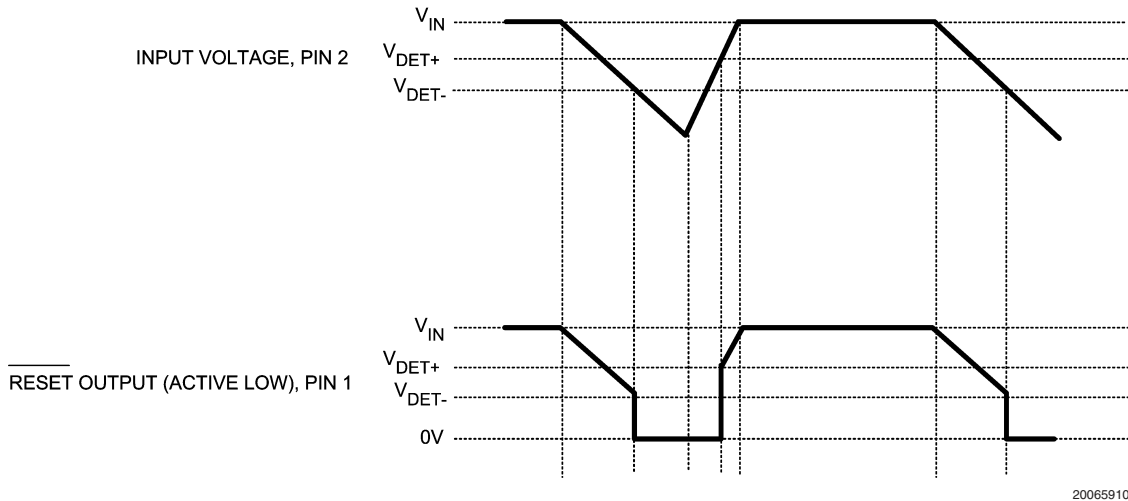 V_IN
INPUT VOLTAGE, PIN 2
V_DET+
V_DET-
V_IN
V_DET+
RESET OUTPUT (ACTIVE LOW), PIN 1
V_DET-
0V
20065910